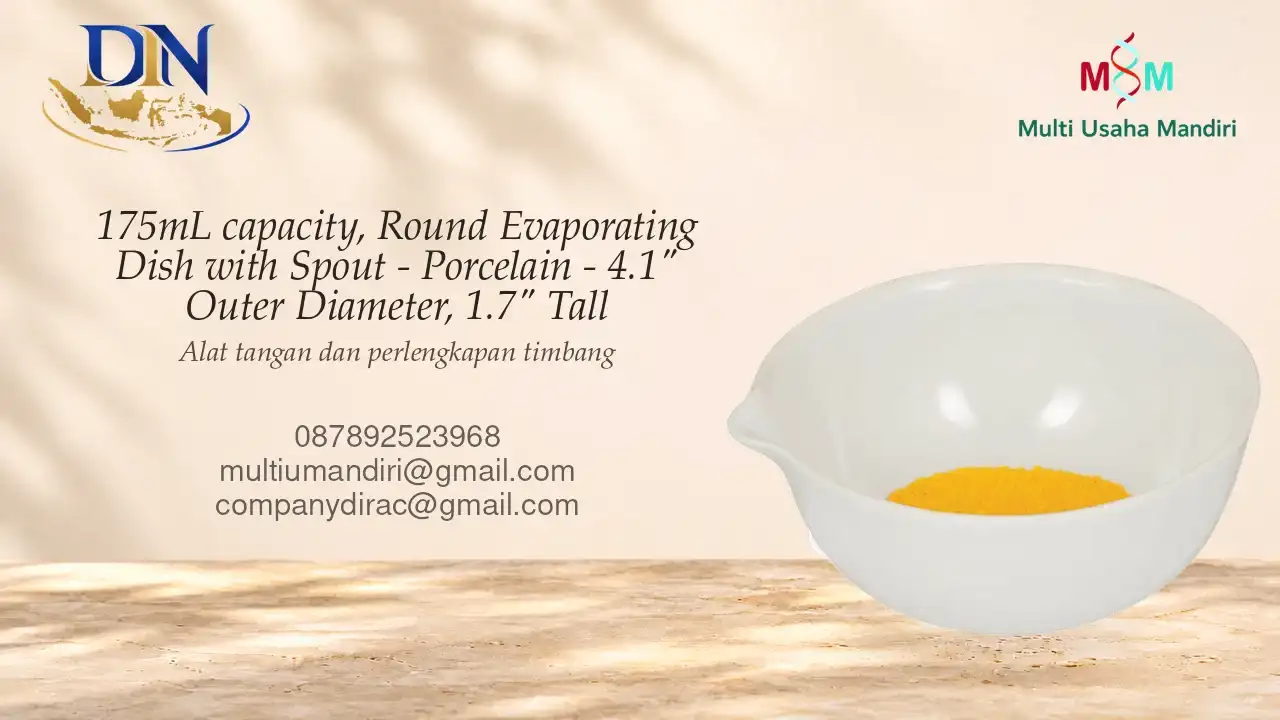 DIN
M M
Multi Usaha Mandiri
175mL capacity, Round Evaporating
Dish with Spout - Porcelain - 4.1"
Outer Diameter, 1.7" Tall
Alat tangan dan perlengkapan timbang
087892523968
multiumandiri@gmail.com
companydirac@gmail.com